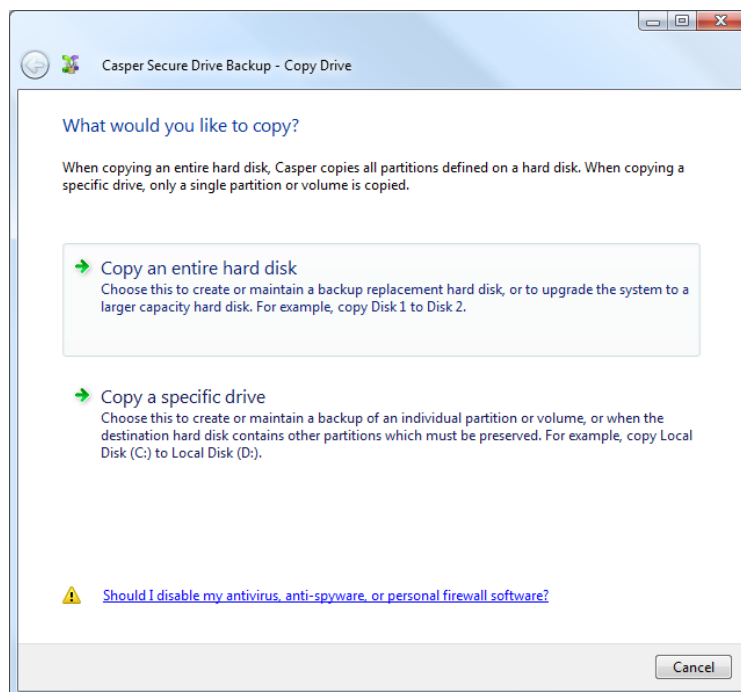 Casper Secure Drive Backup - Copy Drive
What would you like to copy?
When copying an entire hard disk, Casper copies all partitions defined on a hard disk. When copying a
specific drive, only a single partition or volume is copied.
Copy an entire hard disk
Choose this to create or maintain a backup replacement hard disk, or to upgrade the system to a
larger capacity hard disk. For example, copy Disk 1 to Disk 2.
Copy a specific drive
Choose this to create or maintain a backup of an individual partition or volume, or when the
destination hard disk contains other partitions which must be preserved. For example, copy Local
Disk (C:) to Local Disk (D:).
Should I disable my antivirus, anti-spyware, or personal firewall software?
Cancel